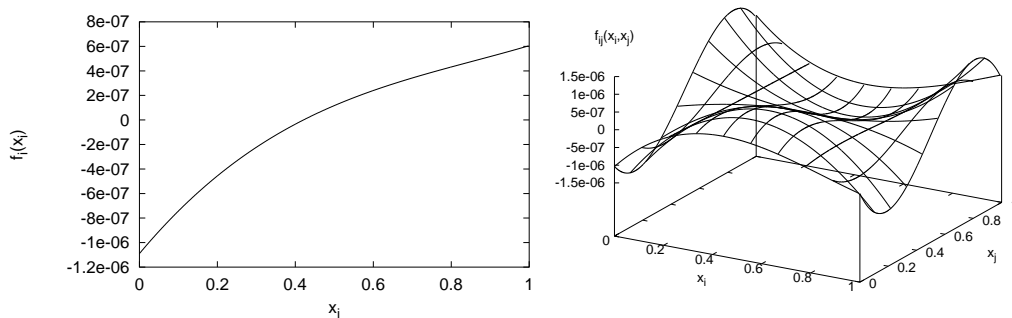 8e-07
6e-07
4e-07
2e-07
0
-2e-07
-4e-07
-6e-07
-8e-07
-1e-06
-1.2e-06
f_i(x_i)
0 0.2 0.4 0.6 0.8 1
x_i
f_ij(x_i,x_j)
1.5e-06
1e-06
5e-07
0
-5e-07
-1e-06
-1.5e-06
0 0.2 0.4 0.6 0.8 1
x_i
0 0.2 0.4 0.6 0.8
x_j